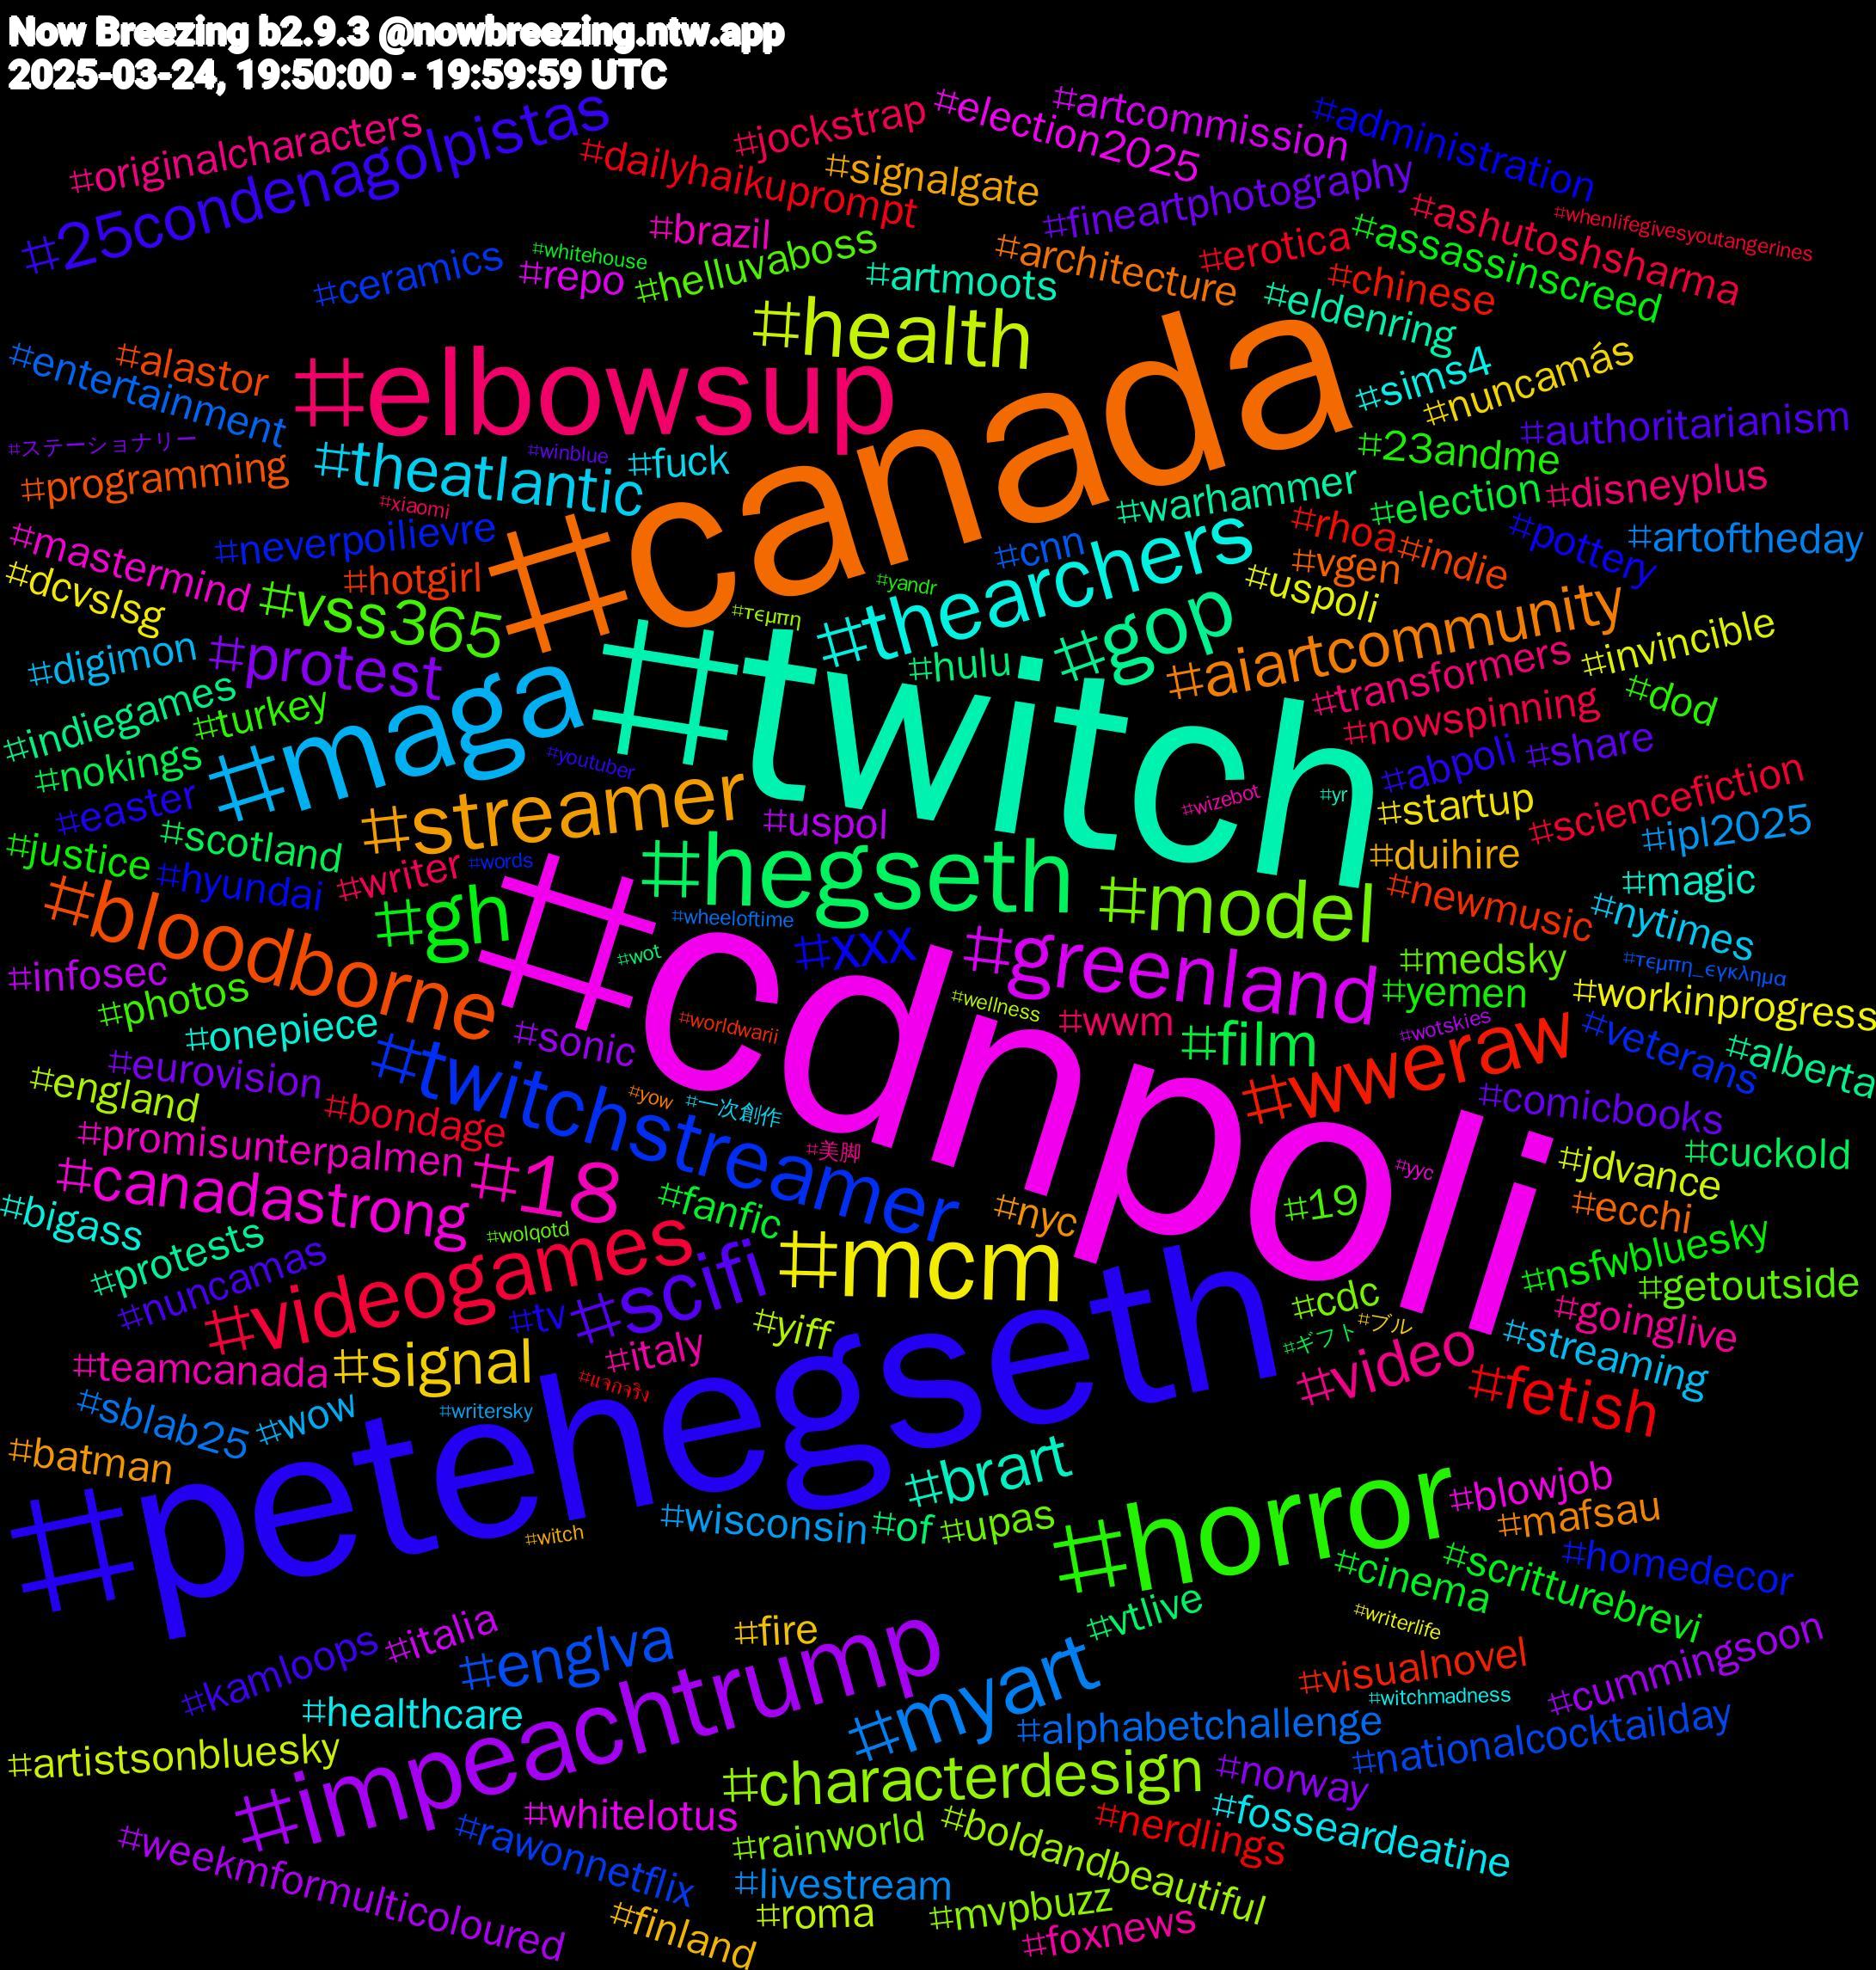 Now Breezing b2.9.3 @nowbreezing.ntw.app
2025-03-24, 19:50:00 - 19:59:59 UTC
#25condenagolpistas
#originalcharacters
#jockstrap
#election2025
#artcommission
#administration
#dailyhaikuprompt
#signalgate
#fineartphotography
#ashutoshsharma
#whenlifegivesyoutangerines
#brazil
#erotica
#chinese
#assassinscreed
#ceramics
#whitehouse
#repo
#helluvaboss
#artmoots
#architecture
#eldenring
#health
#canada
#elbowsup
#entertainment
#alastor
#sims4
#nuncamás
#ステーショナリー
#winblue
#theatlantic
#fuck
#authoritarianism
#programming
#xiaomi
#23andme
#warhammer
#election
#disneyplus
#mastermind
#neverpoilievre
#thearchers
#rhoa
#indie
#cnn
#pottery
#artoftheday
#dcvslsg
#hotgirl
#vss365
#yandr
#τεμπη
#uspoli
#vgen
#gop
#aiartcommunity
#invincible
#digimon
#protest
#twitch
#hulu
#transformers
#dod
#indiegames
#turkey
#maga
#nowspinning
#nokings
#youtuber
#abpoli
#share
#easter
#streamer
#wizebot
#yr
#startup
#sciencefiction
#scotland
#uspol
#ipl2025
#justice
#hyundai
#writer
#words
#hegseth
#duihire
#magic
#bloodborne
#gh
#wheeloftime
#model
#newmusic
#nytimes
#infosec
#xxx
#wot
#greenland
#medsky
#τεμπη_εγκλημα
#photos
#cdnpoli
#yemen
#workinprogress
#onepiece
#sonic
#worldwarii
#wellness
#wwm
#wotskies
#veterans
#film
#alberta
#england
#eurovision
#twitchstreamer
#yow
#一次創作
#wweraw
#comicbooks
#bondage
#promisunterpalmen
#18
#美脚
#yyc
#cuckold
#canadastrong
#jdvance
#bigass
#fanfic
#nyc
#19
#ecchi
#protests
#wolqotd
#videogames
#scifi
#mcm
#nsfwbluesky
#nuncamas
#tv
#yiff
#cdc
#getoutside
#ギフト
#ブル
#goinglive
#teamcanada
#italy
#signal
#petehegseth
#video
#streaming
#แจกจริง
#fetish
#sblab25
#wow
#writersky
#batman
#brart
#horror
#blowjob
#wisconsin
#of
#upas
#mafsau
#witch
#homedecor
#cinema
#scritturebrevi
#vtlive
#italia
#fire
#writerlife
#kamloops
#englva
#impeachtrump
#myart
#visualnovel
#cummingsoon
#healthcare
#witchmadness
#alphabetchallenge
#nationalcocktailday
#artistsonbluesky
#characterdesign
#norway
#whitelotus
#fosseardeatine
#weekmformulticoloured
#rawonnetflix
#rainworld
#boldandbeautiful
#nerdlings
#livestream
#roma
#mvpbuzz
#finland
#foxnews